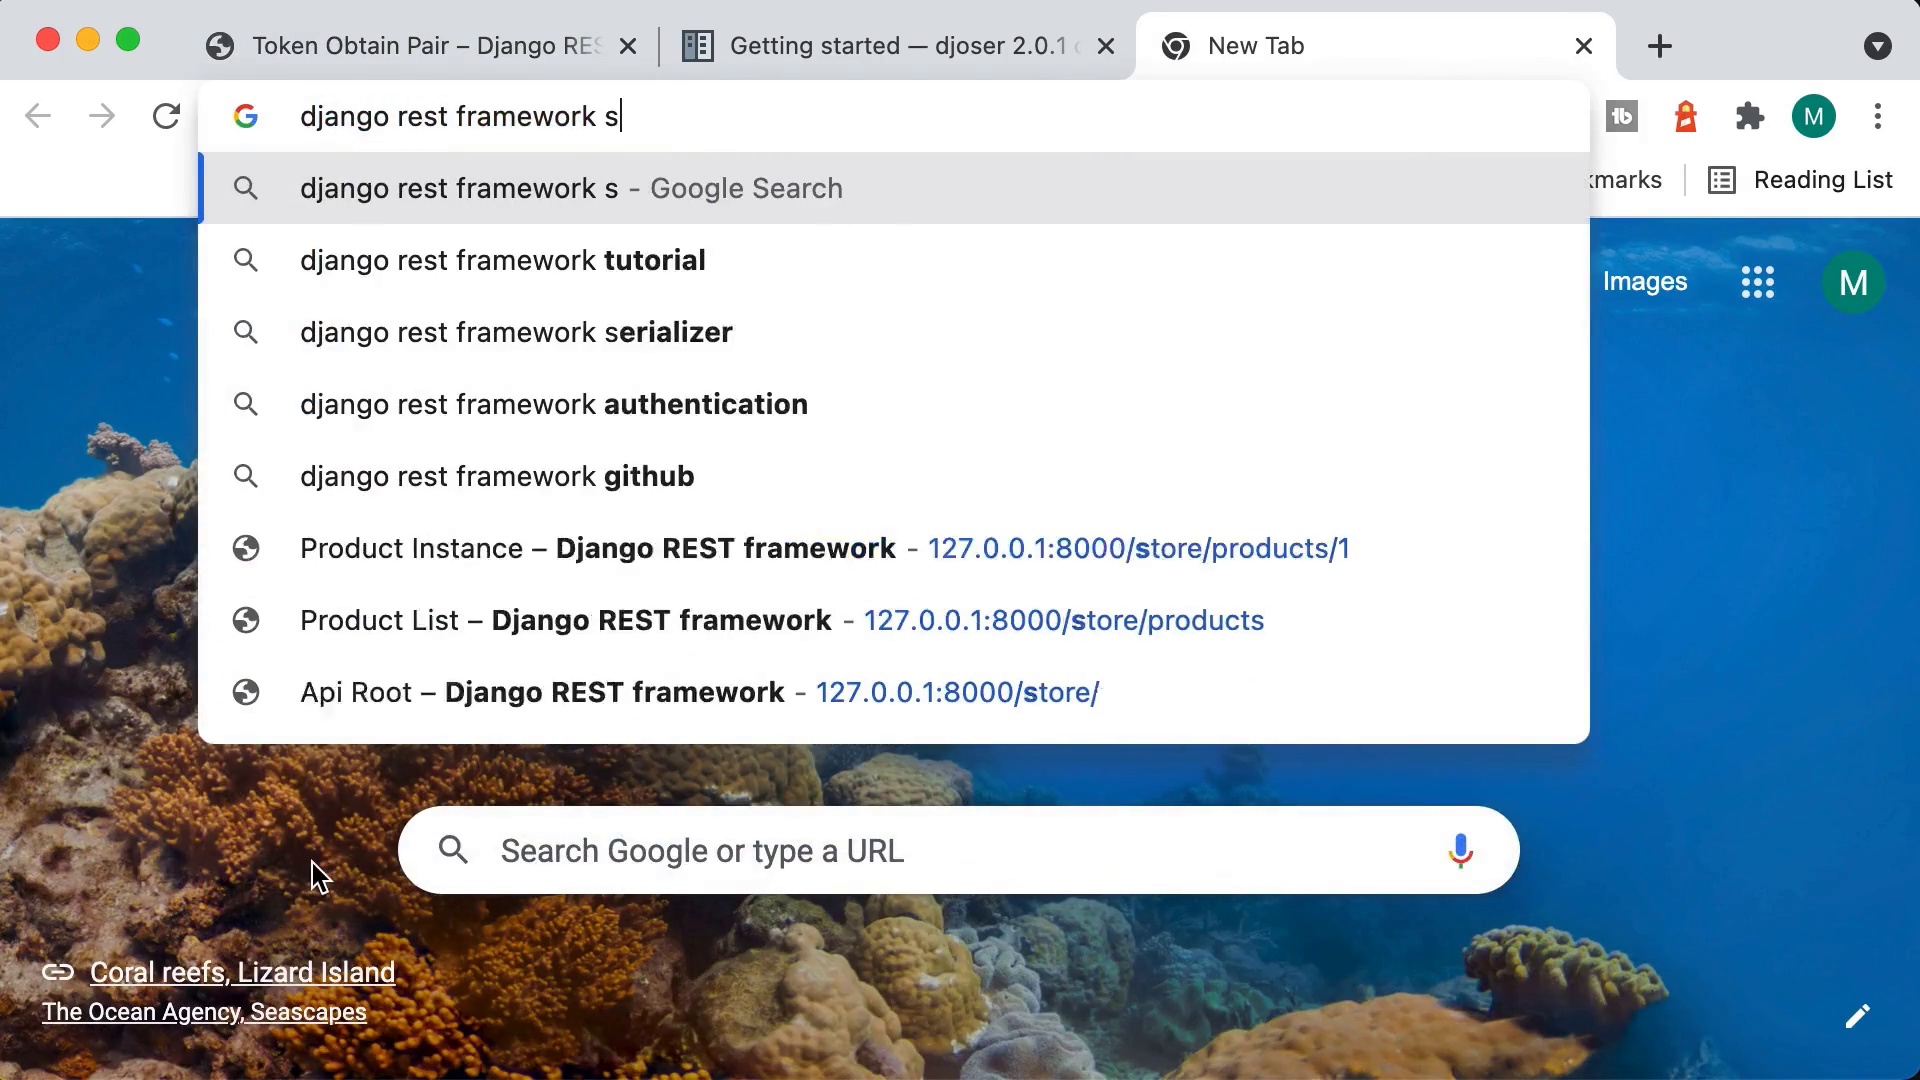 Token Obtain Pair – Django RES
Getting started — djoser 2.0.1
New Tab
django rest framework s
M
django rest framework s - Google Search
kmarks
Reading List
django rest framework tutorial
Images
M
django rest framework serializer
django rest framework authentication
django rest framework github
Product Instance – Django REST framework - 127.0.0.1:8000/store/products/1
Product List – Django REST framework - 127.0.0.1:8000/store/products
Api Root – Django REST framework - 127.0.0.1:8000/store/
Search Google or type a URL
Coral reefs, Lizard Island
The Ocean Agency, Seascapes